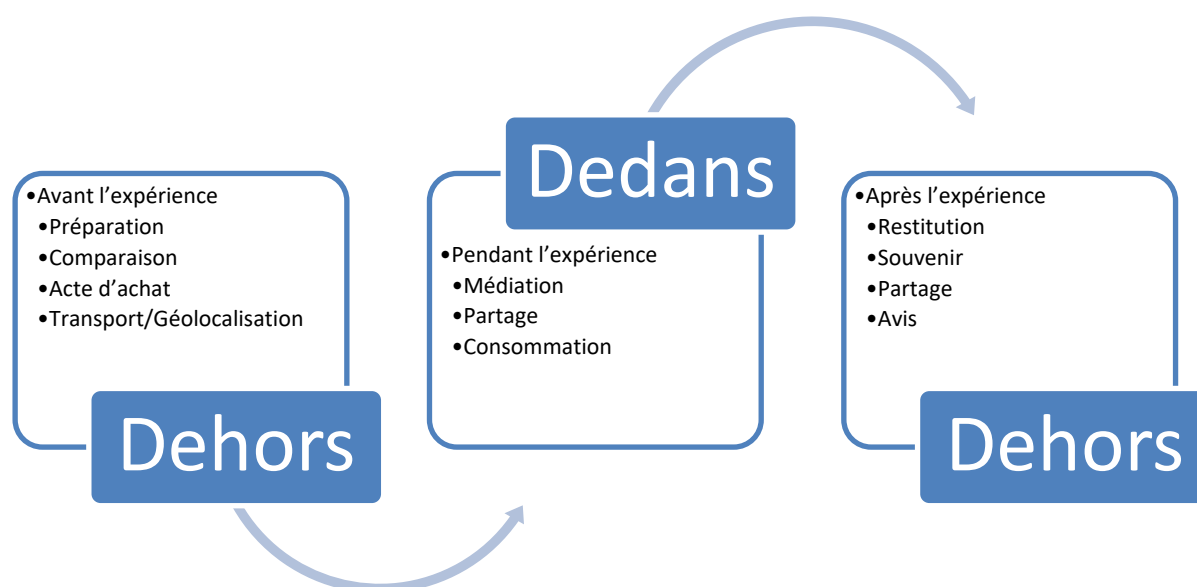 •Avant l’expérience
•Préparation
•Comparaison
•Acte d’achat
•Transport/Géolocalisation
Dehors
Dedans
•Pendant l’expérience
•Médiation
•Partage
•Consommation
•Après l’expérience
•Restitution
•Souvenir
•Partage
•Avis
Dehors